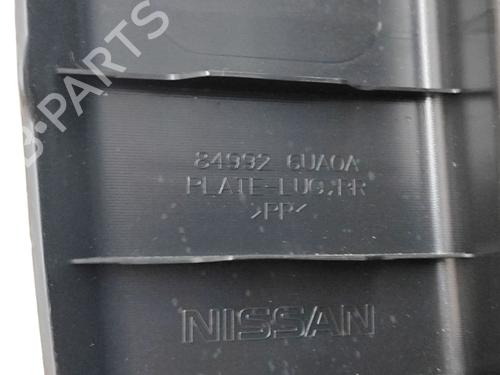 B-PARTS
84992 6UA0A
PLATE-LUG,RR
>PP<
NISSAN